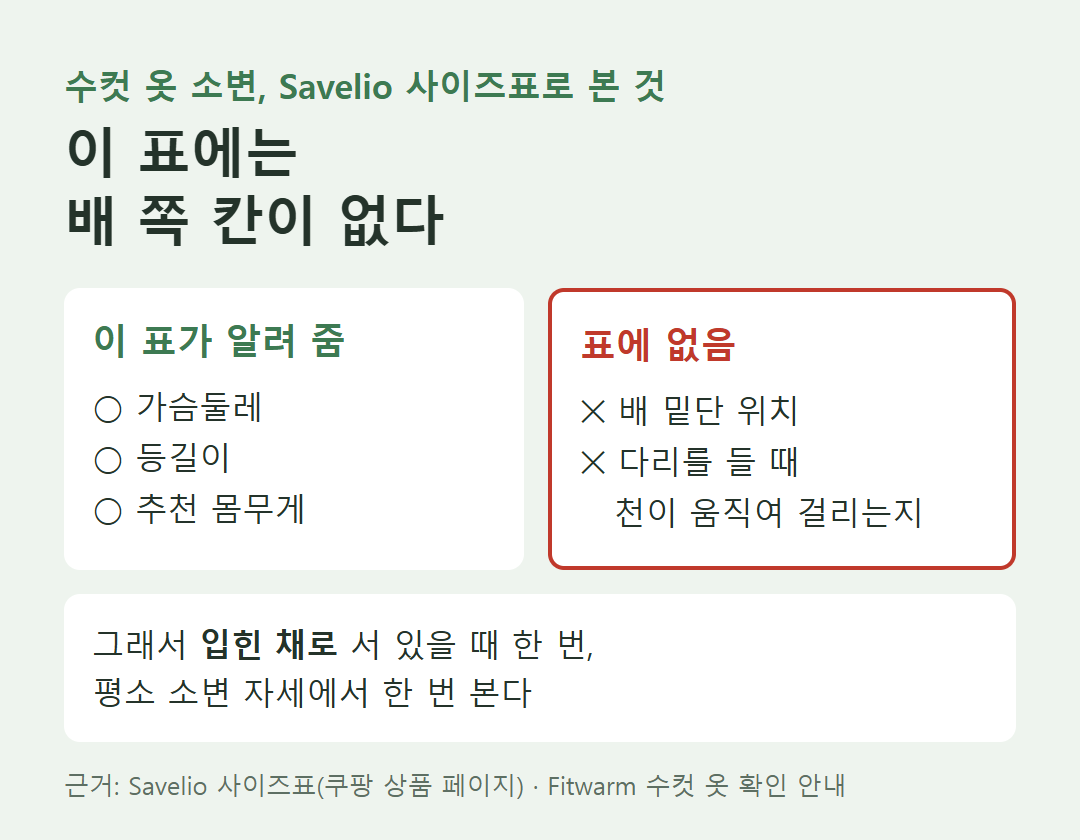 수컷 옷 소변, Savelio 사이즈표로 본 것
이 표에는
배 쪽 칸이 없다
이 표가 알려 줌
○ 가슴둘레
○ 등길이
○ 추천 몸무게
표에 없음
× 배 밑단 위치
× 다리를 들 때
천이 움직여 걸리는지
그래서 입힌 채로 서 있을 때 한 번,
평소 소변 자세에서 한 번 본다
근거: Savelio 사이즈표(쿠팡 상품 페이지) · Fitwarm 수컷 옷 확인 안내